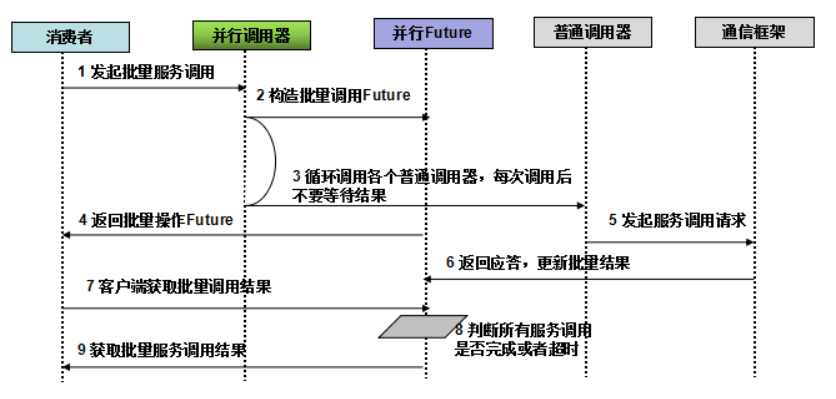 消费者
并行调用器
并行Future
普通调用器
通信框架
1 发起批量服务调用
2 构造批量调用Future
3 循环调用各个普通调用器，每次调用后
不要等待结果
4 返回批量操作Future
5 发起服务调用请求
6 返回应答，更新批量结果
7 客户端获取批量调用结果
8 判断所有服务调用
是否完成或者超时
9 获取批量服务调用结果